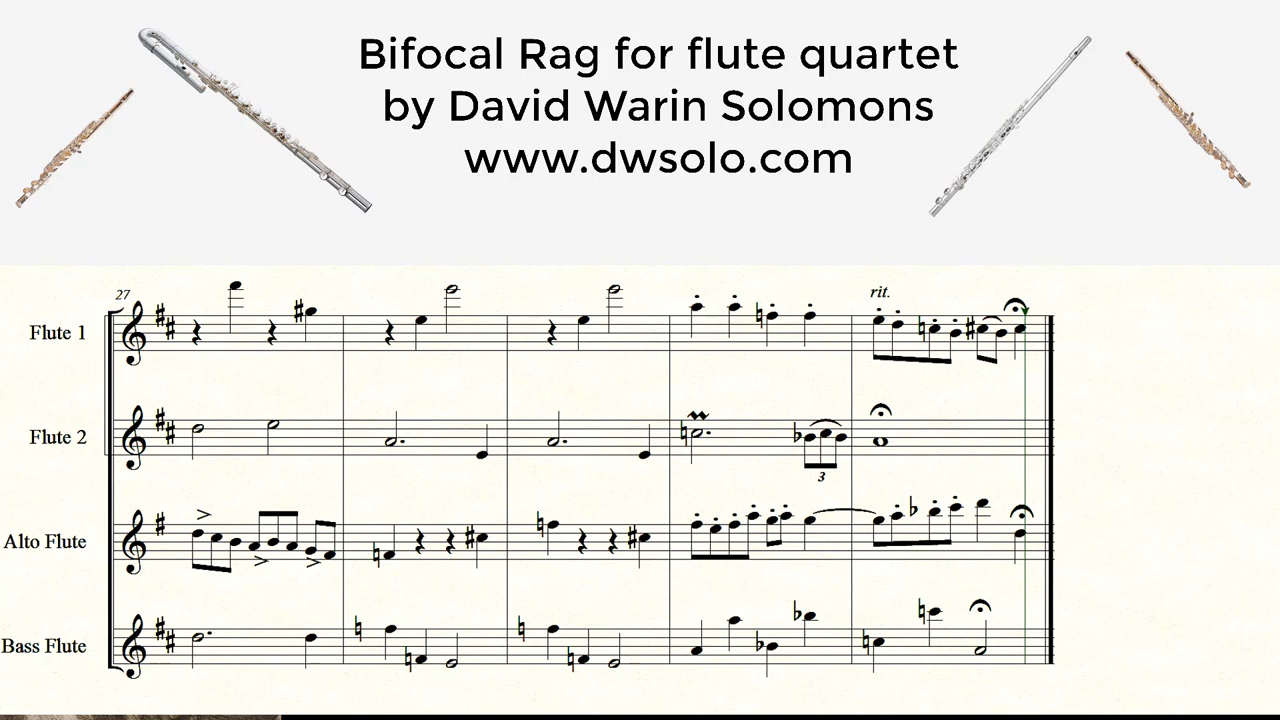 Bifocal Rag for flute quartet
by David Warin Solomons
www.dwsolo.com
27
rit.
Flute 1
Flute 2
3
Alto Flute
Bass Flute